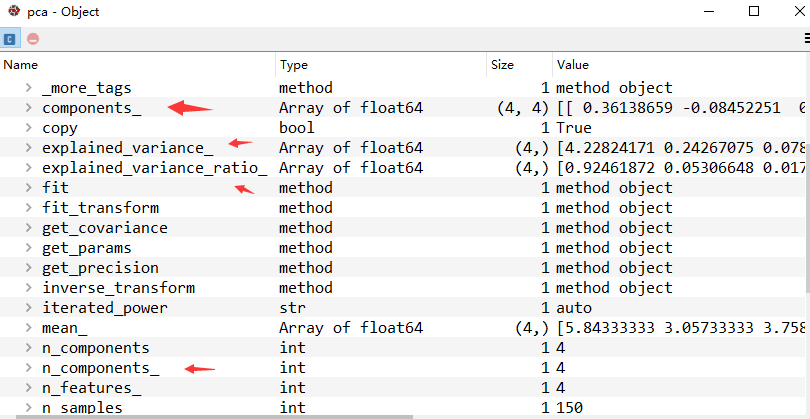 pca - Object
Name Type Size Value
_more_tags method 1 method object
components_ Array of float64 (4, 4) [[ 0.36138659 -0.08452251 0
copy bool 1 True
explained_variance_ Array of float64 (4,) [4.22824171 0.24267075 0.078
explained_variance_ratio_ Array of float64 (4,) [0.92461872 0.05306648 0.017
fit method 1 method object
fit_transform method 1 method object
get_covariance method 1 method object
get_params method 1 method object
get_precision method 1 method object
inverse_transform method 1 method object
iterated_power str 1 auto
mean_ Array of float64 (4,) [5.84333333 3.05733333 3.758
n_components int 1 4
n_components_ int 1 4
n_features_ int 1 4
n_samples int 1 150